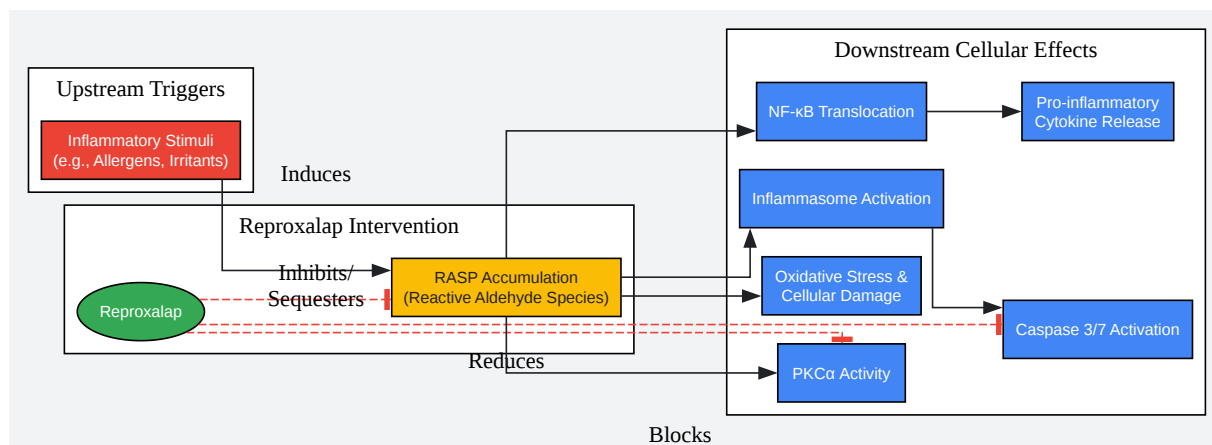 Downstream Cellular Effects
Upstream Triggers
NF-κB Translocation
Pro-inflammatory
Cytokine Release
Inflammatory Stimuli
(e.g., Allergens, Irritants)
Induces
Inflammasome Activation
Reproxalap Intervention
Inhibits/
Sequesters
RASP Accumulation
(Reactive Aldehyde Species)
Oxidative Stress &
Cellular Damage
Reproxalap
Caspase 3/7 Activation
Reduces
PKCα Activity
Blocks